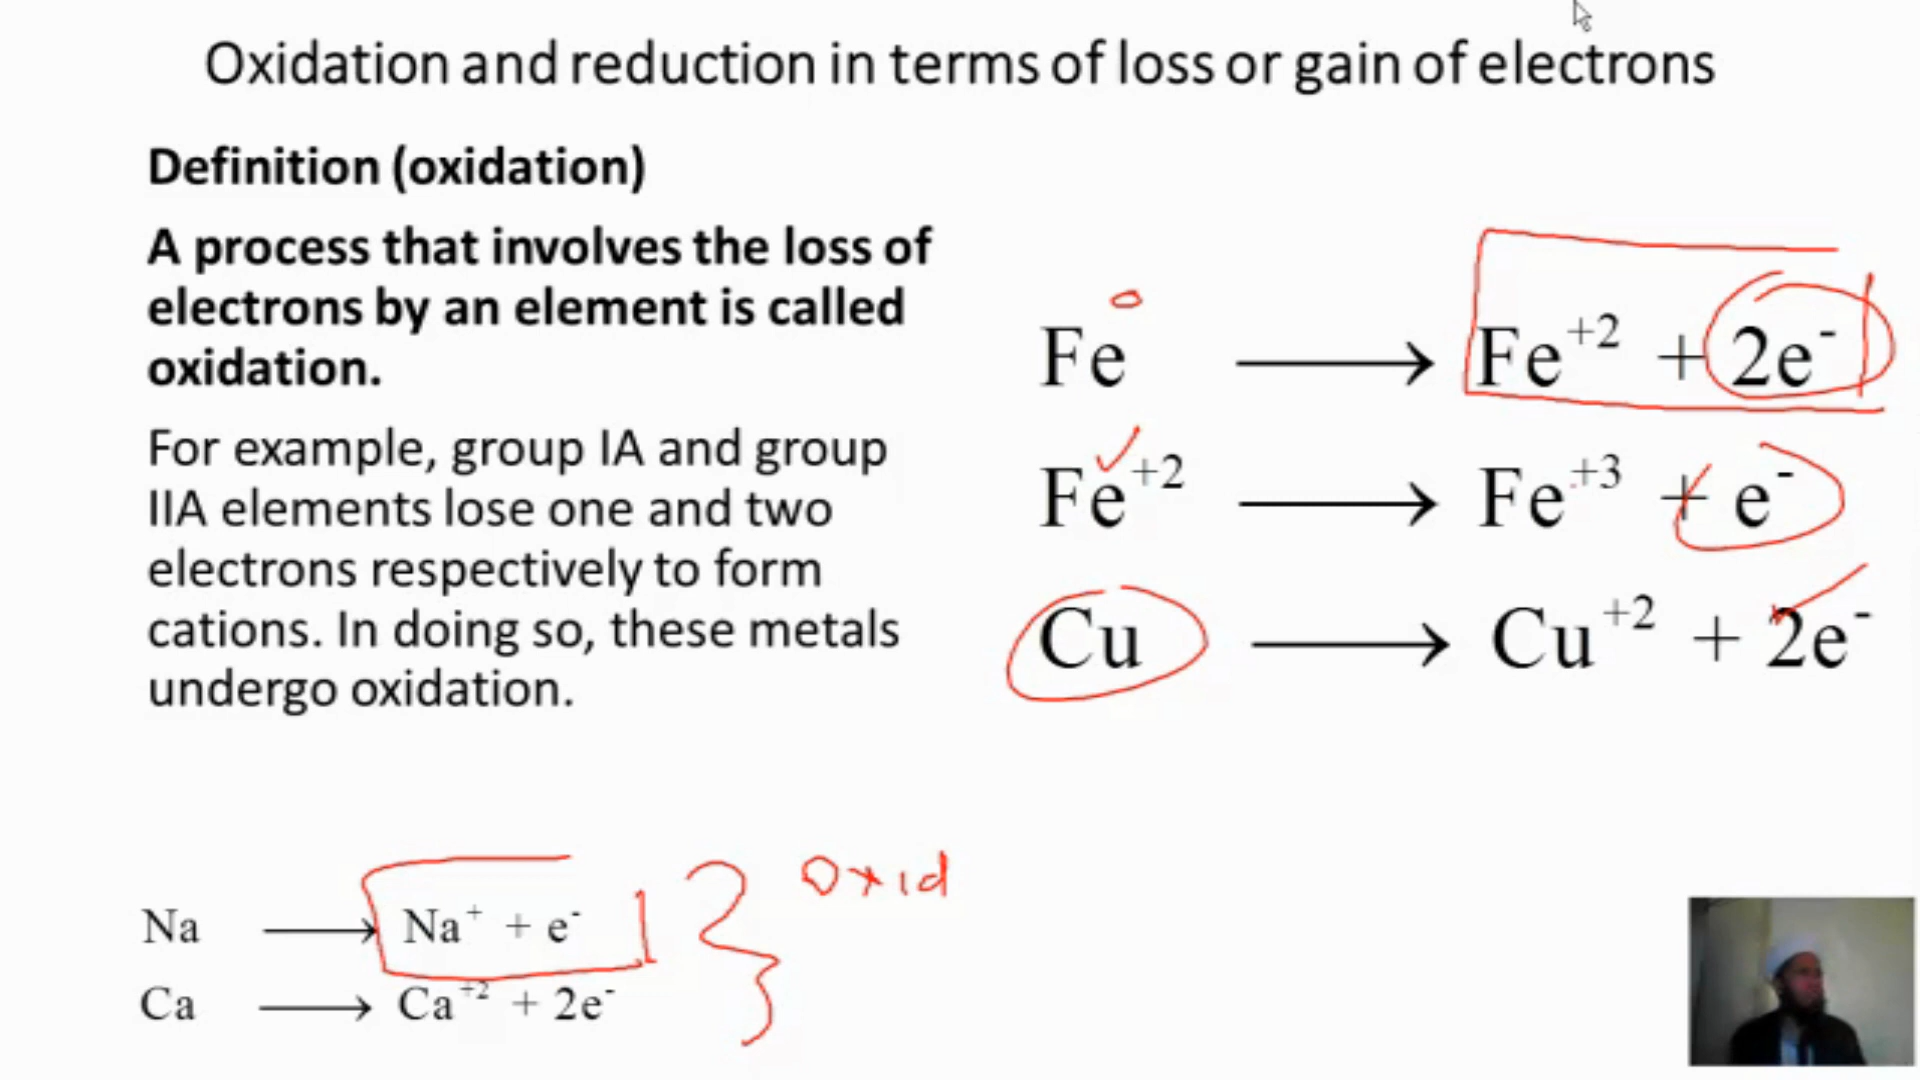 Oxidation and reduction in terms of loss or gain of electrons
Definition (oxidation)
A process that involves the loss of
electrons by an element is called
oxidation.
For example, group IA and group
IIA elements lose one and two
electrons respectively to form
cations. In doing so, these metals
undergo oxidation.
Fe° ⟶ Fe⁺² + 2e⁻
Fe⁺² ⟶ Fe⁺³ + e⁻
Cu ⟶ Cu⁺² + 2e⁻
Oxid
Na ⟶ Na⁺ + e⁻
Ca ⟶ Ca⁺² + 2e⁻